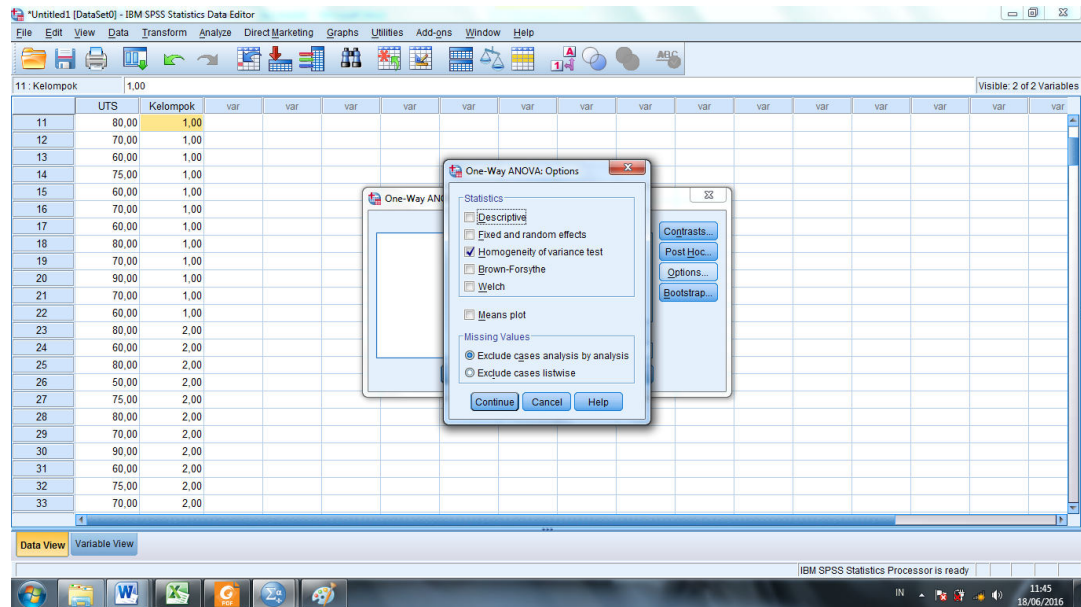 *Untitled1 [DataSet0] - IBM SPSS Statistics Data Editor
File Edit View Data Transform Analyze Direct Marketing Graphs Utilities Add-ons Window Help
11 : Kelompok 1,00 Visible: 2 of 2 Variables
UTS Kelompok var var var var var var var var var var var var var var
11 80,00 1,00
12 70,00 1,00
13 60,00 1,00
14 75,00 1,00
15 60,00 1,00
16 70,00 1,00
17 60,00 1,00
18 80,00 1,00
19 70,00 1,00
20 90,00 1,00
21 70,00 1,00
22 60,00 1,00
23 80,00 2,00
24 60,00 2,00
25 80,00 2,00
26 50,00 2,00
27 75,00 2,00
28 80,00 2,00
29 70,00 2,00
30 90,00 2,00
31 60,00 2,00
32 75,00 2,00
33 70,00 2,00
One-Way AN
Contrasts...
Post Hoc...
Options...
Bootstrap...
One-Way ANOVA: Options
Statistics
Descriptive
Fixed and random effects
Homogeneity of variance test
Brown-Forsythe
Welch
Means plot
Missing Values
Exclude cases analysis by analysis
Exclude cases listwise
Continue Cancel Help
Data View Variable View
IBM SPSS Statistics Processor is ready
IN 11:45
18/06/2016